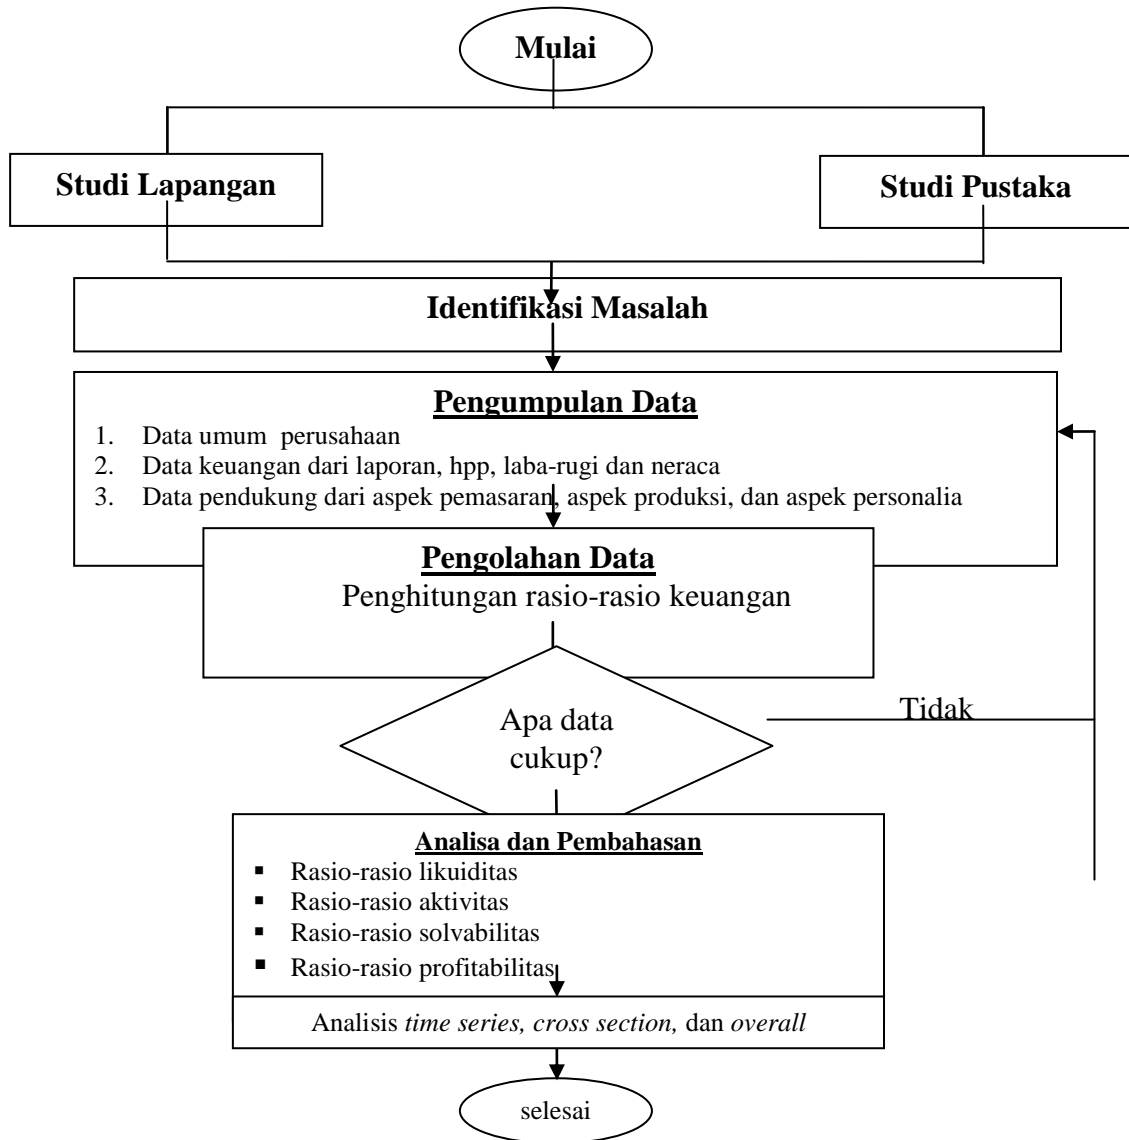 Mulai
Studi Lapangan
Studi Pustaka
Identifikasi Masalah
Pengumpulan Data
1. Data umum perusahaan
2. Data keuangan dari laporan, hpp, laba-rugi dan neraca
3. Data pendukung dari aspek pemasaran, aspek produksi, dan aspek personalia
Pengolahan Data
Penghitungan rasio-rasio keuangan
Apa data
cukup?
Tidak
Analisa dan Pembahasan
▪ Rasio-rasio likuiditas
▪ Rasio-rasio aktivitas
▪ Rasio-rasio solvabilitas
▪ Rasio-rasio profitabilitas
Analisis time series, cross section, dan overall
selesai